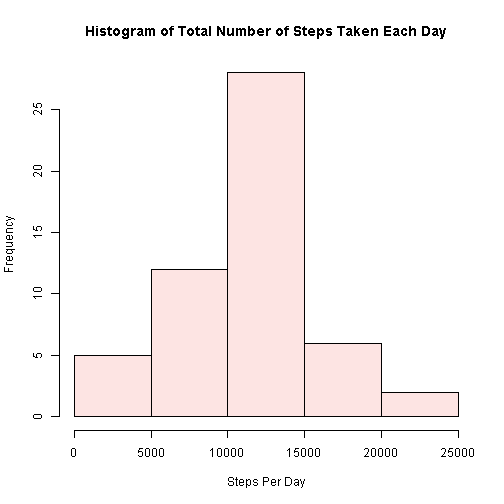 Histogram of Total Number of Steps Taken Each Day
Frequency
25
20
15
10
5
0
0 5000 10000 15000 20000 25000
Steps Per Day